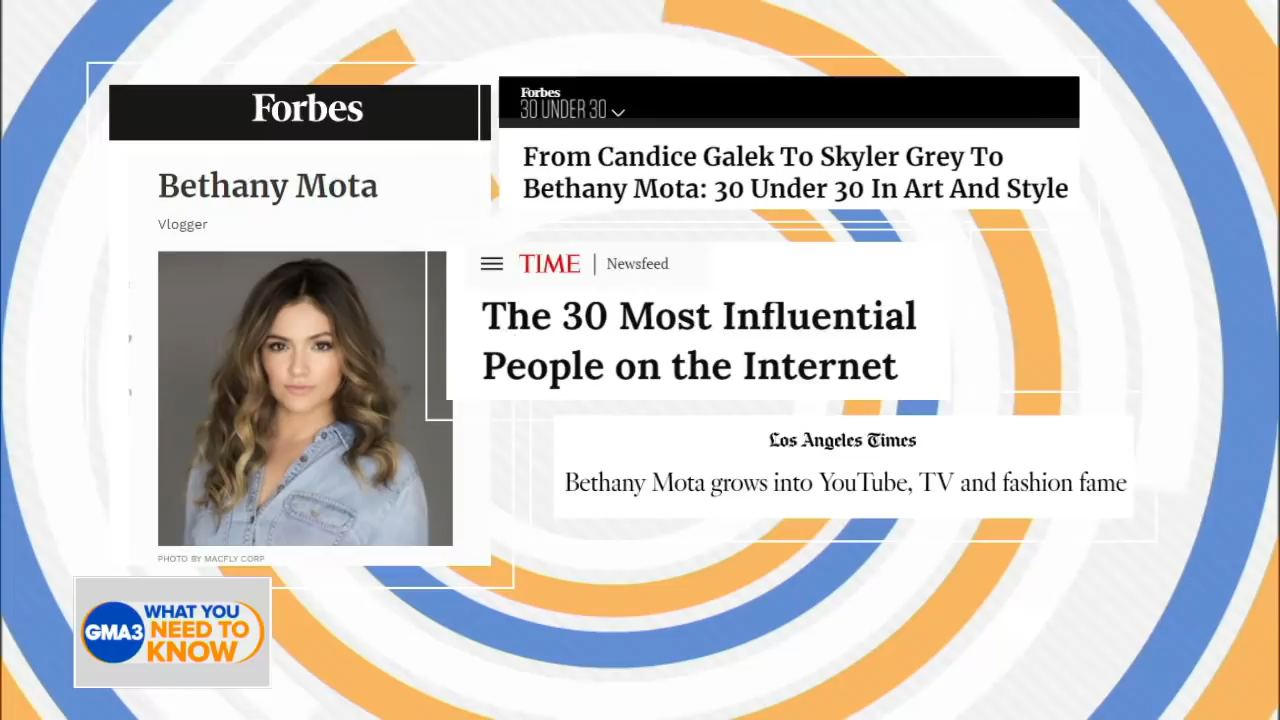 Forbes
Bethany Mota
Vlogger
PHOTO BY MACFLY CORP
Forbes
30 UNDER 30
From Candice Galek To Skyler Grey To
Bethany Mota: 30 Under 30 In Art And Style
TIME | Newsfeed
The 30 Most Influential
People on the Internet
Los Angeles Times
Bethany Mota grows into YouTube, TV and fashion fame
GMA3
WHAT YOU
NEED TO
KNOW